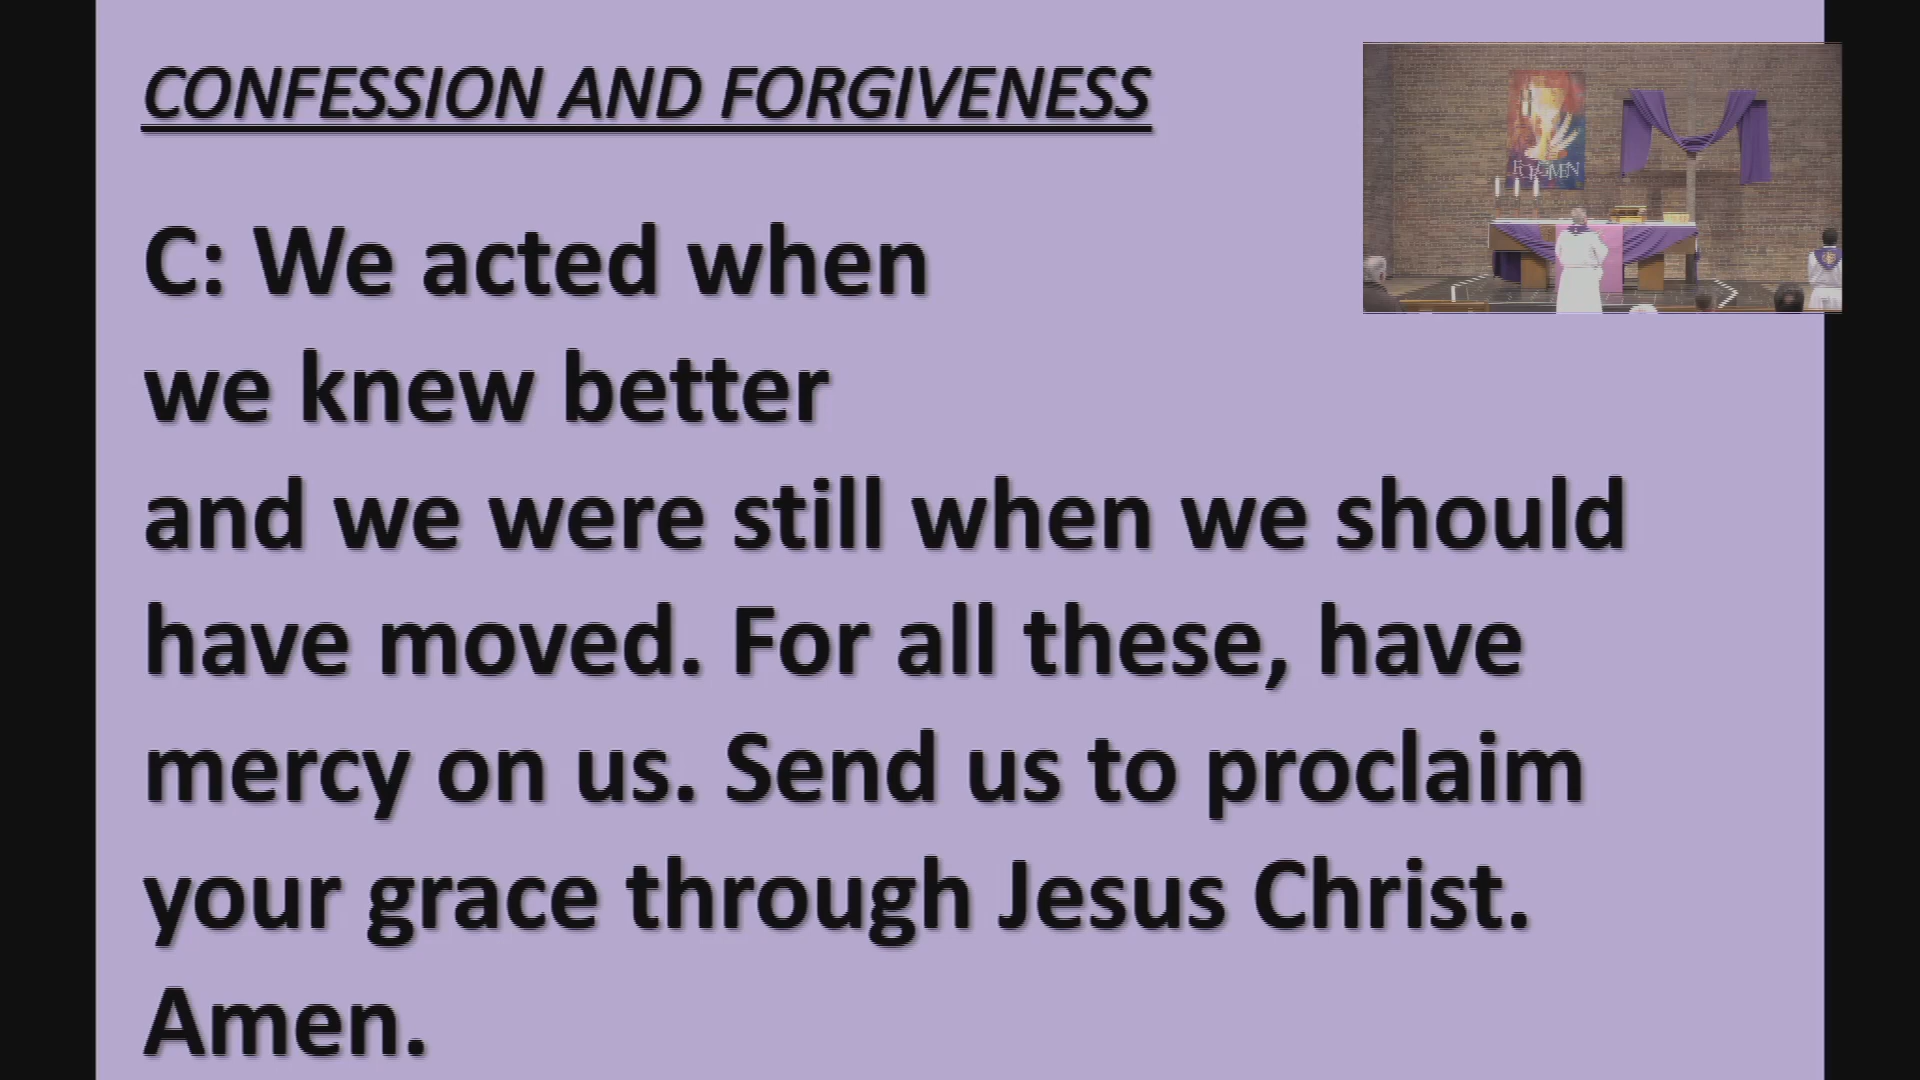 CONFESSION AND FORGIVENESS
C: We acted when
we knew better
and we were still when we should
have moved. For all these, have
mercy on us. Send us to proclaim
your grace through Jesus Christ.
Amen.
FORGIVEN